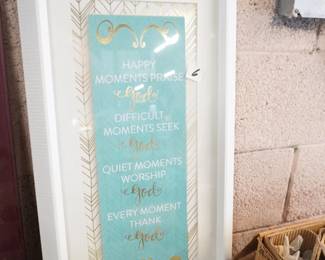 HAPPY
MOMENTS PRAISE
God
DIFFICULT
MOMENTS SEEK
God
QUIET MOMENTS
WORSHIP
God
EVERY MOMENT
THANK
God